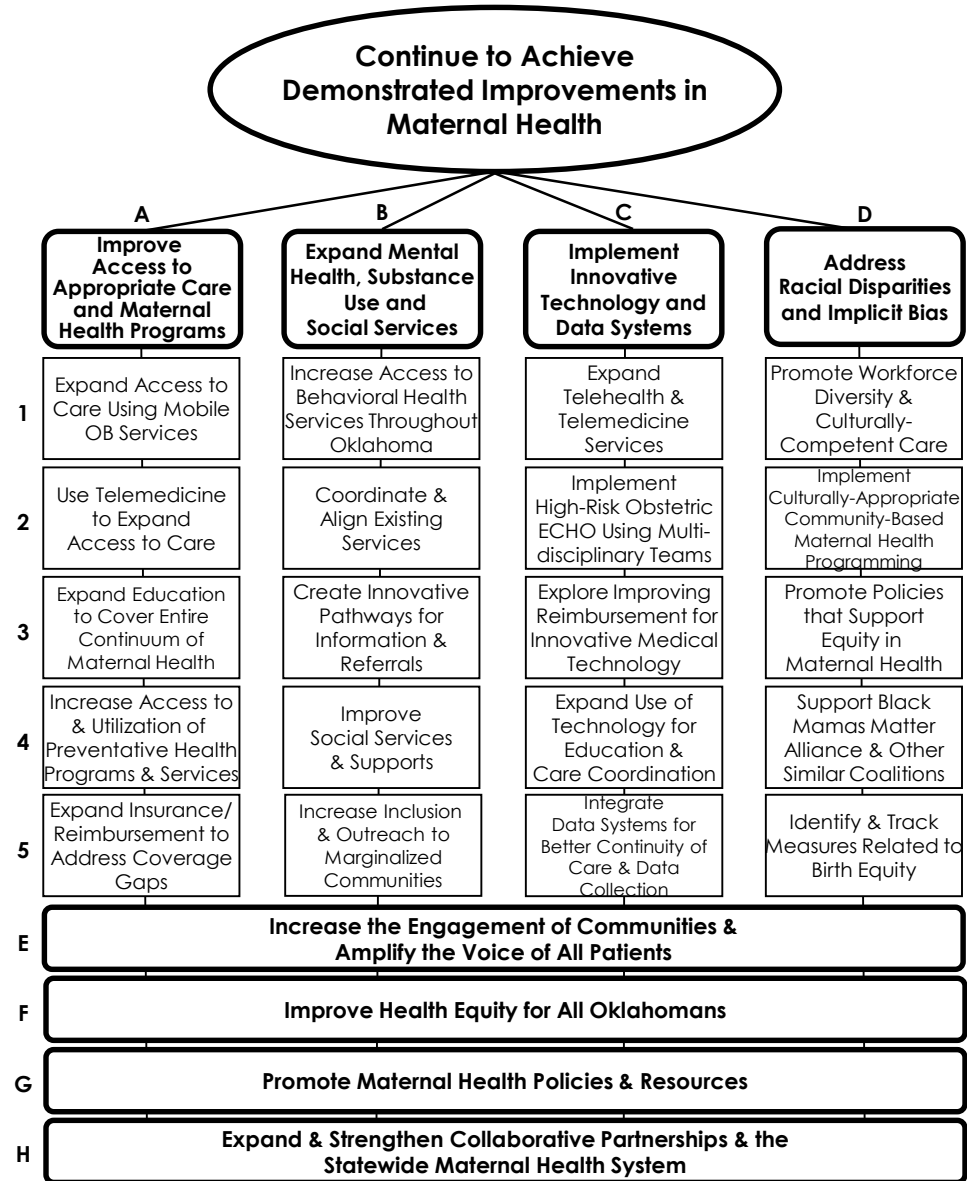 Continue to Achieve
Demonstrated Improvements in
Maternal Health
A
B
C
D
Improve
Access to
Appropriate Care
and Maternal
Health Programs
Expand Mental
Health, Substance
Use and
Social Services
Implement
Innovative
Technology and
Data Systems
Address
Racial Disparities
and Implicit Bias
1
Expand Access to
Care Using Mobile
OB Services
Increase Access to
Behavioral Health
Services Throughout
Oklahoma
Expand
Telehealth &
Telemedicine
Services
Promote Workforce
Diversity &
Culturally-
Competent Care
2
Use Telemedicine
to Expand
Access to Care
Coordinate &
Align Existing
Services
Implement
High-Risk Obstetric
ECHO Using Multi-
disciplinary Teams
Implement
Culturally-Appropriate
Community-Based
Maternal Health
Programming
3
Expand Education
to Cover Entire
Continuum of
Maternal Health
Create Innovative
Pathways for
Information &
Referrals
Explore Improving
Reimbursement for
Innovative Medical
Technology
Promote Policies
that Support
Equity in
Maternal Health
4
Increase Access to
& Utilization of
Preventative Health
Programs & Services
Improve
Social Services
& Supports
Expand Use of
Technology for
Education &
Care Coordination
Support Black
Mamas Matter
Alliance & Other
Similar Coalitions
5
Expand Insurance/
Reimbursement to
Address Coverage
Gaps
Increase Inclusion
& Outreach to
Marginalized
Communities
Integrate
Data Systems for
Better Continuity of
Care & Data
Collection
Identify & Track
Measures Related to
Birth Equity
E
Increase the Engagement of Communities &
Amplify the Voice of All Patients
F
Improve Health Equity for All Oklahomans
G
Promote Maternal Health Policies & Resources
H
Expand & Strengthen Collaborative Partnerships & the
Statewide Maternal Health System